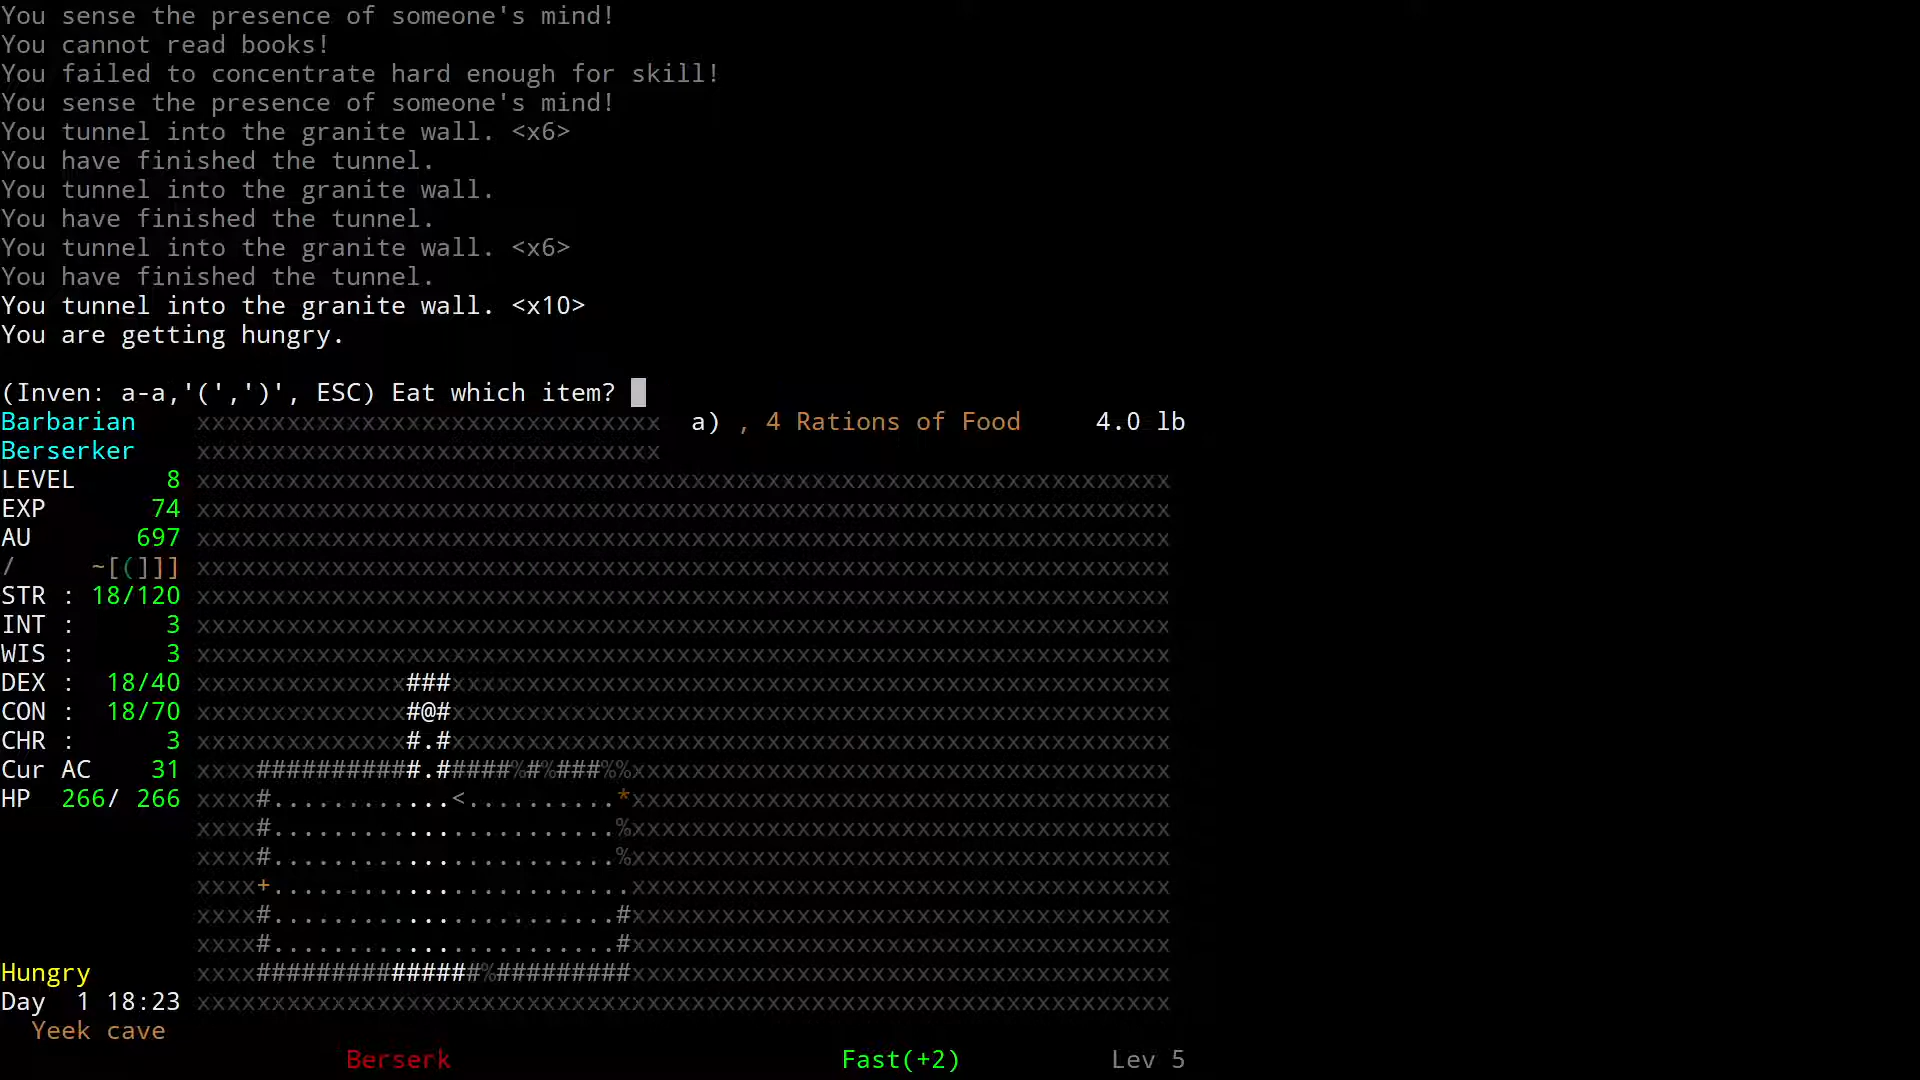 You sense the presence of someone's mind!
You cannot read books!
You failed to concentrate hard enough for skill!
You sense the presence of someone's mind!
You tunnel into the granite wall. <x6>
You have finished the tunnel.
You tunnel into the granite wall.
You have finished the tunnel.
You tunnel into the granite wall. <x6>
You have finished the tunnel.
You tunnel into the granite wall. <x10>
You are getting hungry.
(Inven: a-a,'(',')', ESC) Eat which item?
Barbarian
a) , 4 Rations of Food 4.0 lb
Berserker
LEVEL 8
EXP 74
AU 697
/ ~[(]]]
STR : 18/120
INT : 3
WIS : 3
DEX : 18/40
CON : 18/70
CHR : 3
Cur AC 31
HP 266/ 266
Hungry
Day 1 18:23
Yeek cave
Berserk Fast(+2) Lev 5